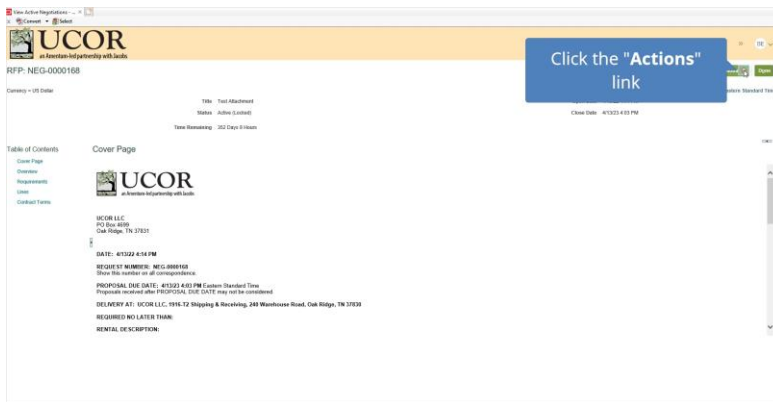 View Active Negotiations - ...
x Convert Select
UCOR
an Amentum-led partnership with Jacobs
DE
Click the "Actions" link
RFP: NEG-0000168
Currency = US Dollar
Eastern Standard Time
Title Test Attachment
Status Active (Locked)
Close Date 4/13/23 4:03 PM
Time Remaining 352 Days 0 Hours
Table of Contents
Cover Page
Overview
Requirements
Lines
Contract Terms
Cover Page
UCOR
an Amentum-led partnership with Jacobs
UCOR LLC
PO Box 4699
Oak Ridge, TN 37831
DATE: 4/13/22 4:14 PM
REQUEST NUMBER: NEG-0000168
Show this number on all correspondence.
PROPOSAL DUE DATE: 4/13/23 4:03 PM Eastern Standard Time
Proposals received after PROPOSAL DUE DATE may not be considered
DELIVERY AT: UCOR LLC, 1916-T2 Shipping & Receiving, 240 Warehouse Road, Oak Ridge, TN 37830
REQUIRED NO LATER THAN:
RENTAL DESCRIPTION: